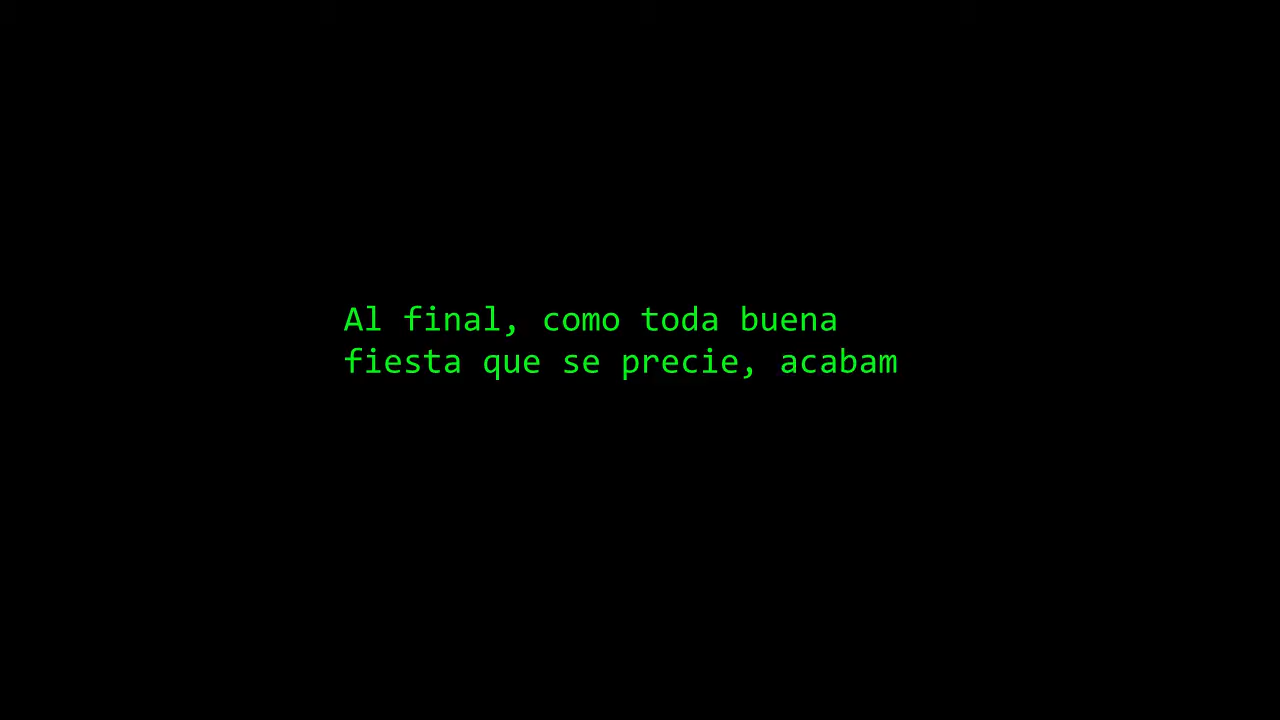 Al final, como toda buena
fiesta que se precie, acabam